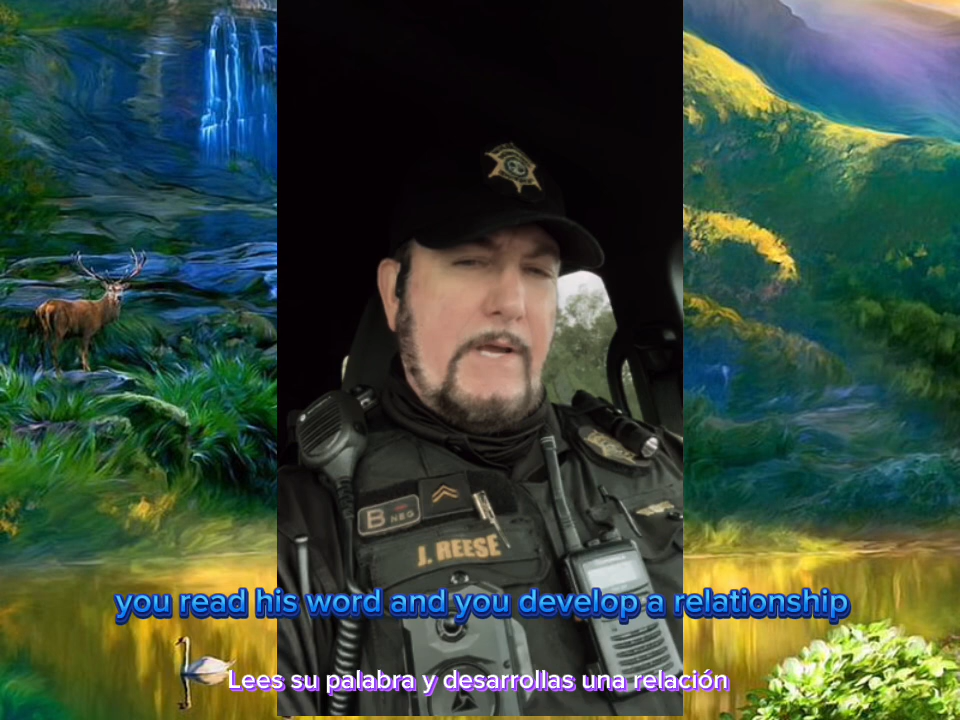 B NEG
J. REESE
you read his word and you develop a relationship
Lees su palabra y desarrollas una relación